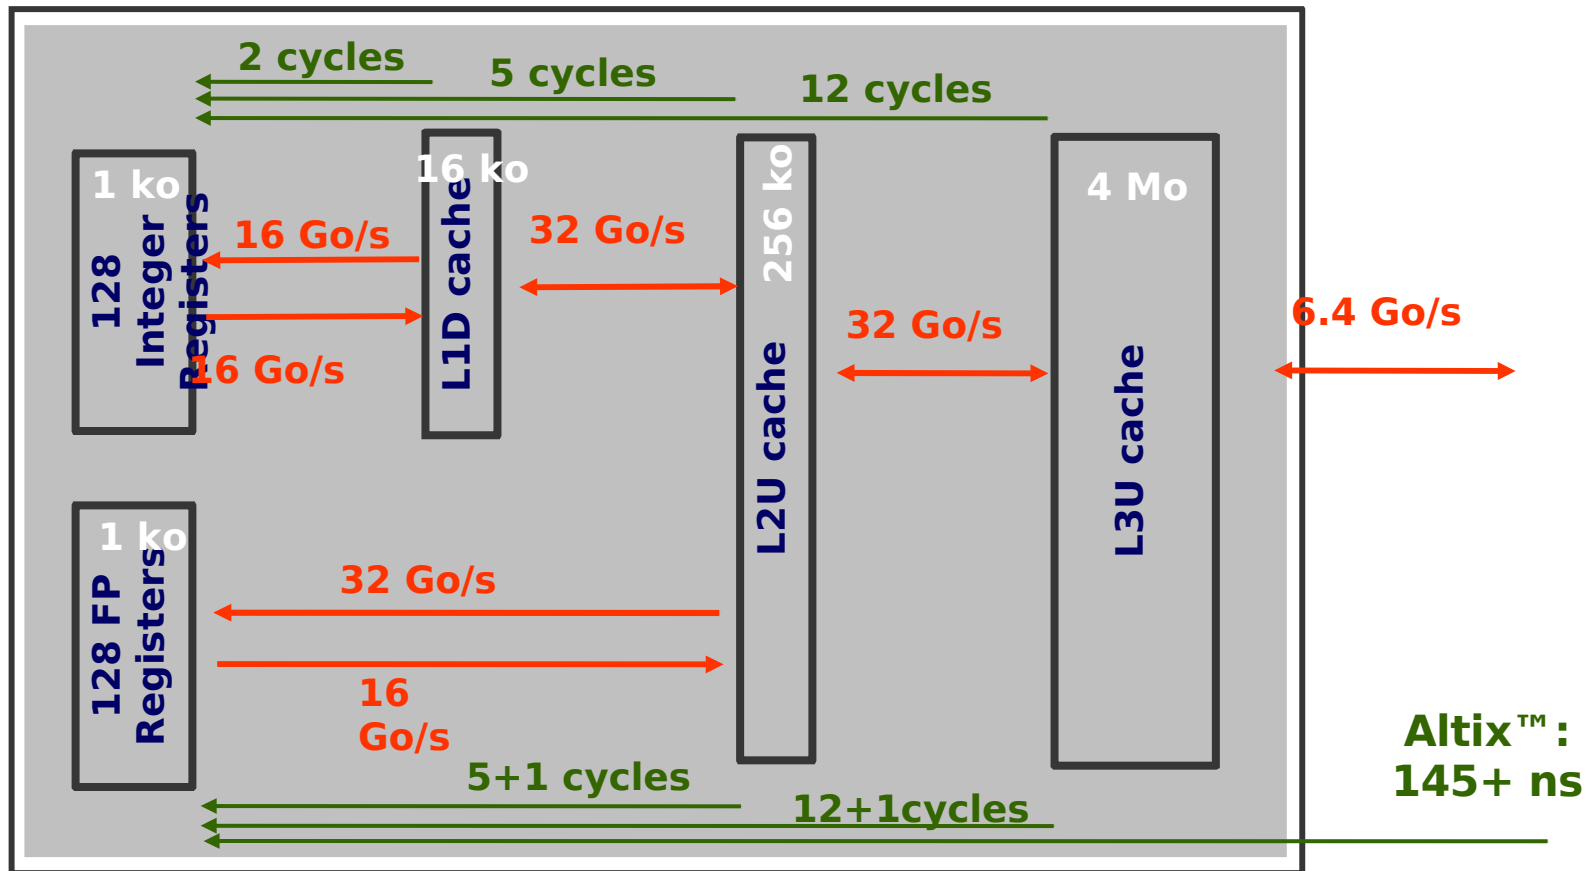 2 cycles
5 cycles
12 cycles
1 ko
128
Integer
Registers
16 Go/s
16 Go/s
16 ko
L1D cache
32 Go/s
256 ko
L2U cache
32 Go/s
4 Mo
L3U cache
6.4 Go/s
1 ko
128 FP
Registers
32 Go/s
16
Go/s
5+1 cycles
12+1cycles
Altix™:
145+ ns